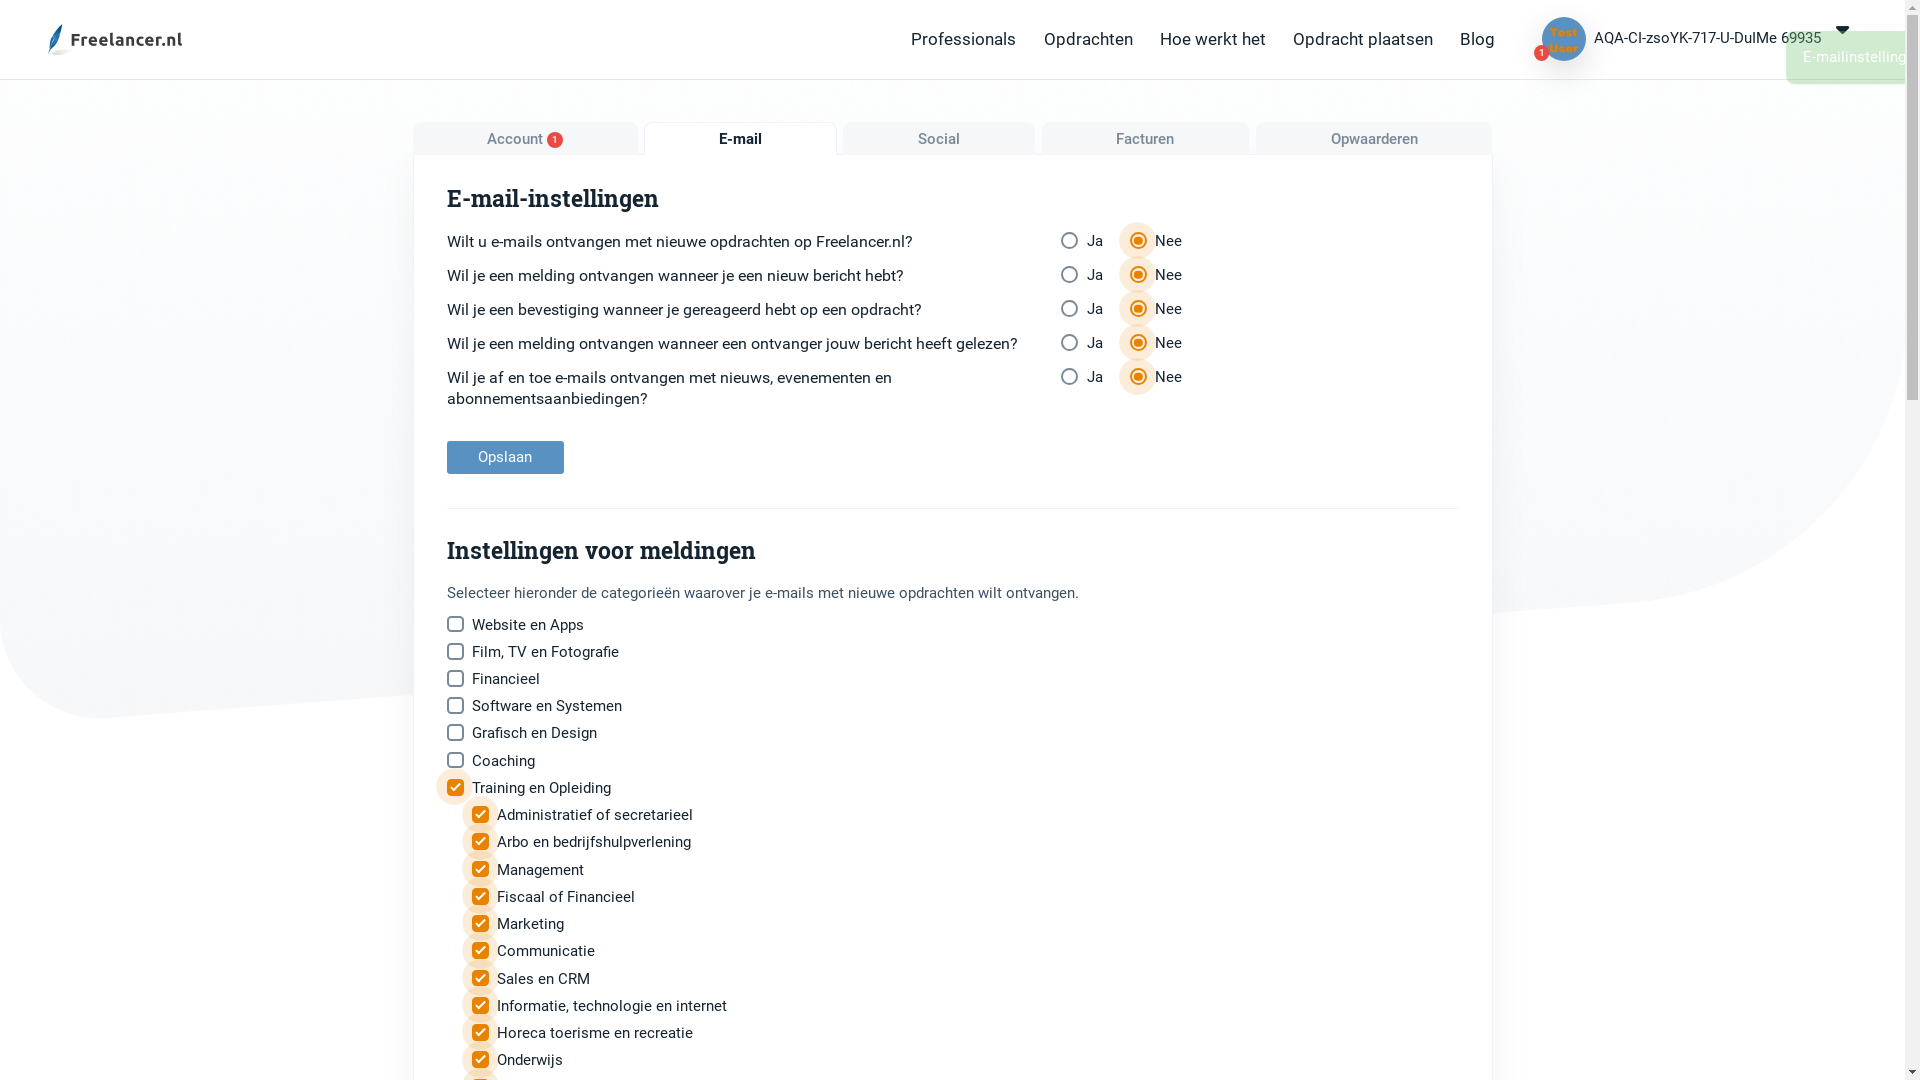 Freelancer.nl
Professionals
Opdrachten
Hoe werkt het
Opdracht plaatsen
Blog
Test User
1
AQA-CI-zsoYK-717-U-DuIMe 69935
E-mailinstelling
Account 1
E-mail
Social
Facturen
Opwaarderen
E-mail-instellingen
Wilt u e-mails ontvangen met nieuwe opdrachten op Freelancer.nl? Ja Nee
Wil je een melding ontvangen wanneer je een nieuw bericht hebt? Ja Nee
Wil je een bevestiging wanneer je gereageerd hebt op een opdracht? Ja Nee
Wil je een melding ontvangen wanneer een ontvanger jouw bericht heeft gelezen? Ja Nee
Wil je af en toe e-mails ontvangen met nieuws, evenementen en Ja Nee
abonnementsaanbiedingen?
Opslaan
Instellingen voor meldingen
Selecteer hieronder de categorieën waarover je e-mails met nieuwe opdrachten wilt ontvangen.
Website en Apps
Film, TV en Fotografie
Financieel
Software en Systemen
Grafisch en Design
Coaching
Training en Opleiding
Administratief of secretarieel
Arbo en bedrijfshulpverlening
Management
Fiscaal of Financieel
Marketing
Communicatie
Sales en CRM
Informatie, technologie en internet
Horeca toerisme en recreatie
Onderwijs